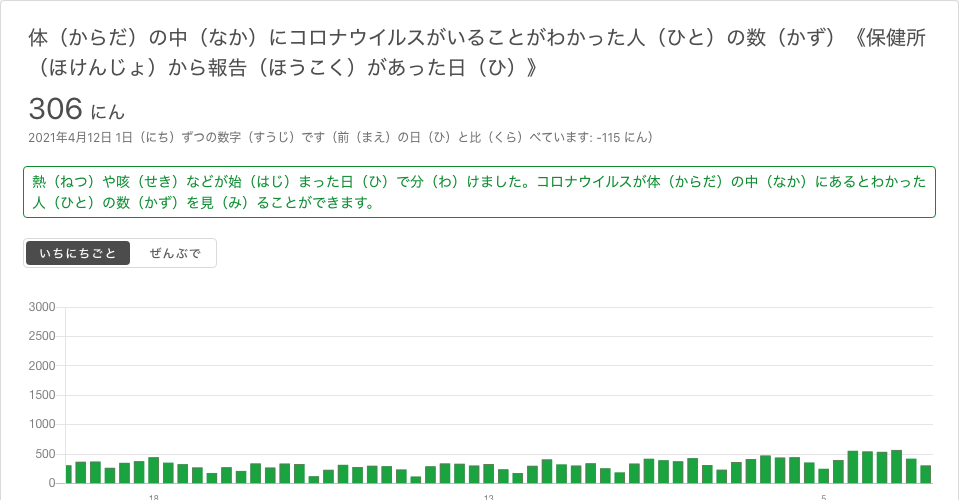 体（からだ）の中（なか）にコロナウイルスがいることがわかった人（ひと）の数（かず）《保健所
（ほけんじょ）から報告（ほうこく）があった日（ひ）》
306 にん
2021年4月12日 1日（にち）ずつの数字（すうじ）です（前（まえ）の日（ひ）と比（くら）べています: -115 にん）
熱（ねつ）や咳（せき）などが始（はじ）まった日（ひ）で分（わ）けました。コロナウイルスが体（からだ）の中（なか）にあるとわかった
人（ひと）の数（かず）を見（み）ることができます。
いちにちごと ぜんぶで
3000
2500
2000
1500
1000
500
0
18 13 5